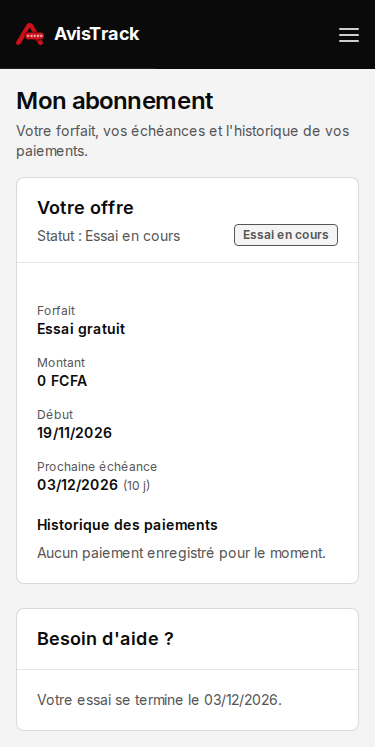 AvisTrack
Mon abonnement
Votre forfait, vos échéances et l'historique de vos
paiements.
Votre offre
Statut : Essai en cours
Essai en cours
Forfait
Essai gratuit
Montant
0 FCFA
Début
19/11/2026
Prochaine échéance
03/12/2026 (10 j)
Historique des paiements
Aucun paiement enregistré pour le moment.
Besoin d'aide ?
Votre essai se termine le 03/12/2026.